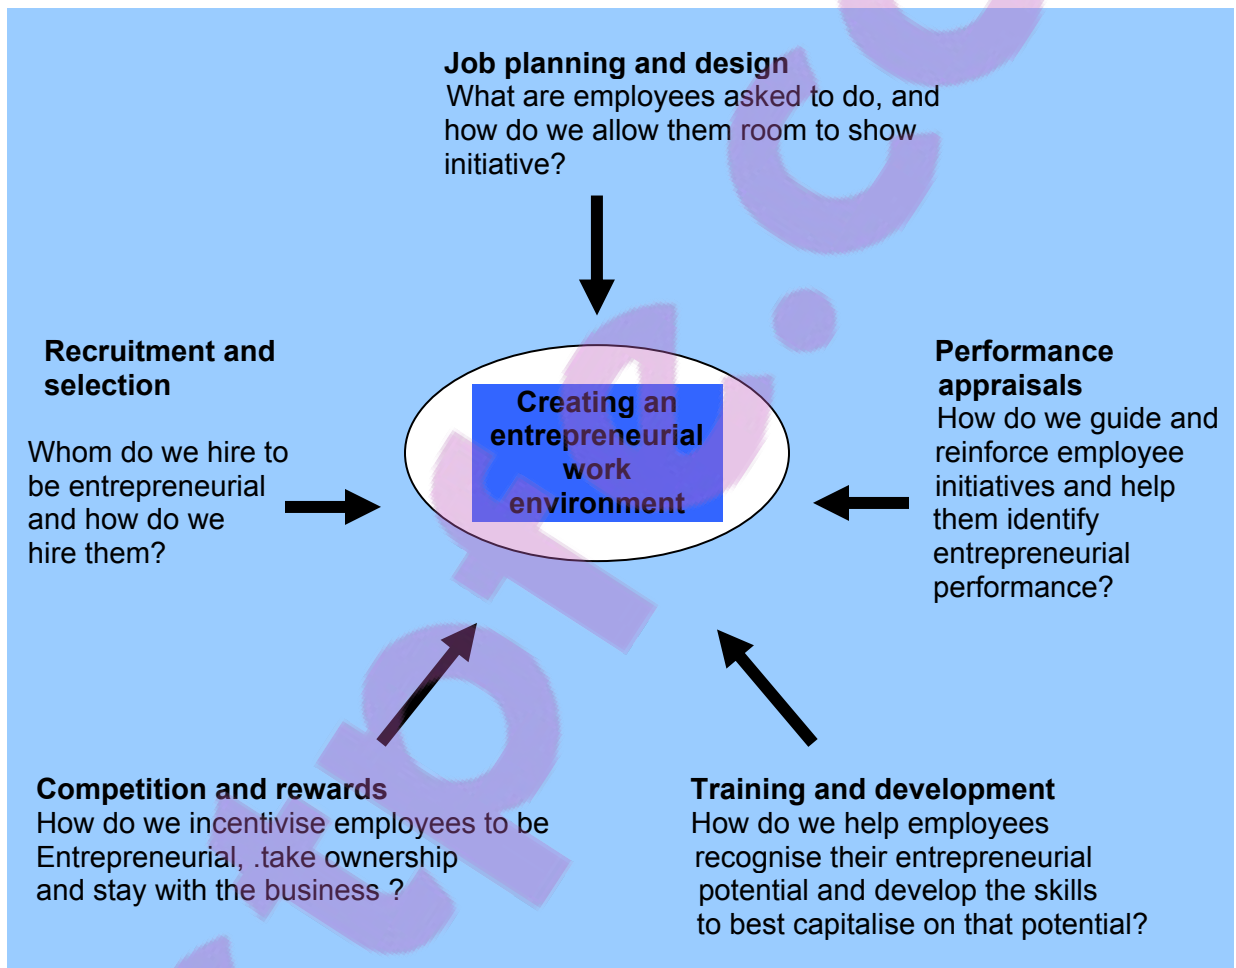 Job planning and design
What are employees asked to do, and
how do we allow them room to show
initiative?
Recruitment and
selection
Whom do we hire to
be entrepreneurial
and how do we
hire them?
Creating an
entrepreneurial
work
environment
Performance
appraisals
How do we guide and
reinforce employee
initiatives and help
them identify
entrepreneurial
performance?
Competition and rewards
How do we incentivise employees to be
Entrepreneurial, .take ownership
and stay with the business ?
Training and development
How do we help employees
recognise their entrepreneurial
potential and develop the skills
to best capitalise on that potential?